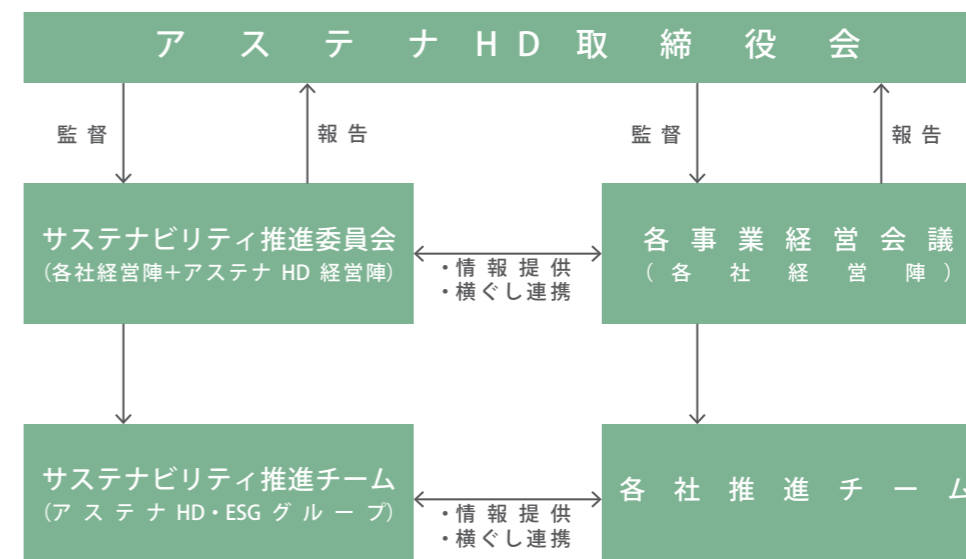 アステナHD取締役会
監督
報告
監督
報告
サステナビリティ推進委員会
(各社経営陣+アステナ HD 経営陣)
・情報提供
・横ぐし連携
各事業経営会議
(各社経営陣)
サステナビリティ推進チーム
(アステナ HD・ESG グループ)
・情報提供
・横ぐし連携
各社推進チーム